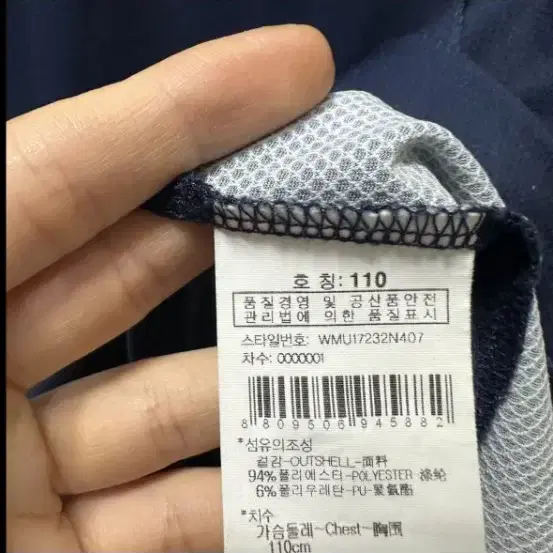 호 칭: 110
품질경영 및 공산품안전
관리법에 의한 품질표시
스타일번호: WMU17232N407
차수: 0000001
8 809506 945882
*섬유의조성
겉감-OUTSHELL-面料
94% 폴리에스터-POLYESTER-涤纶
6% 폴리우레탄-PU-聚氨酯
*치수
가슴둘레-Chest-胸围
110cm